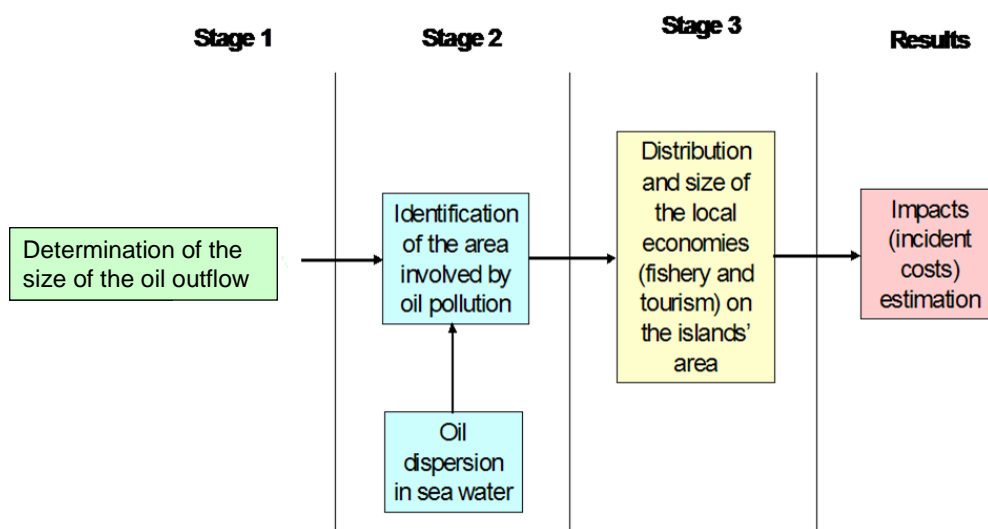 Stage 1
Stage 2
Stage 3
Results
Determination of the
size of the oil outflow
Identification
of the area
involved by
oil pollution
Oil
dispersion
in sea water
Distribution
and size of
the local
economies
(fishery and
tourism) on
the islands’
area
Impacts
(incident
costs)
estimation